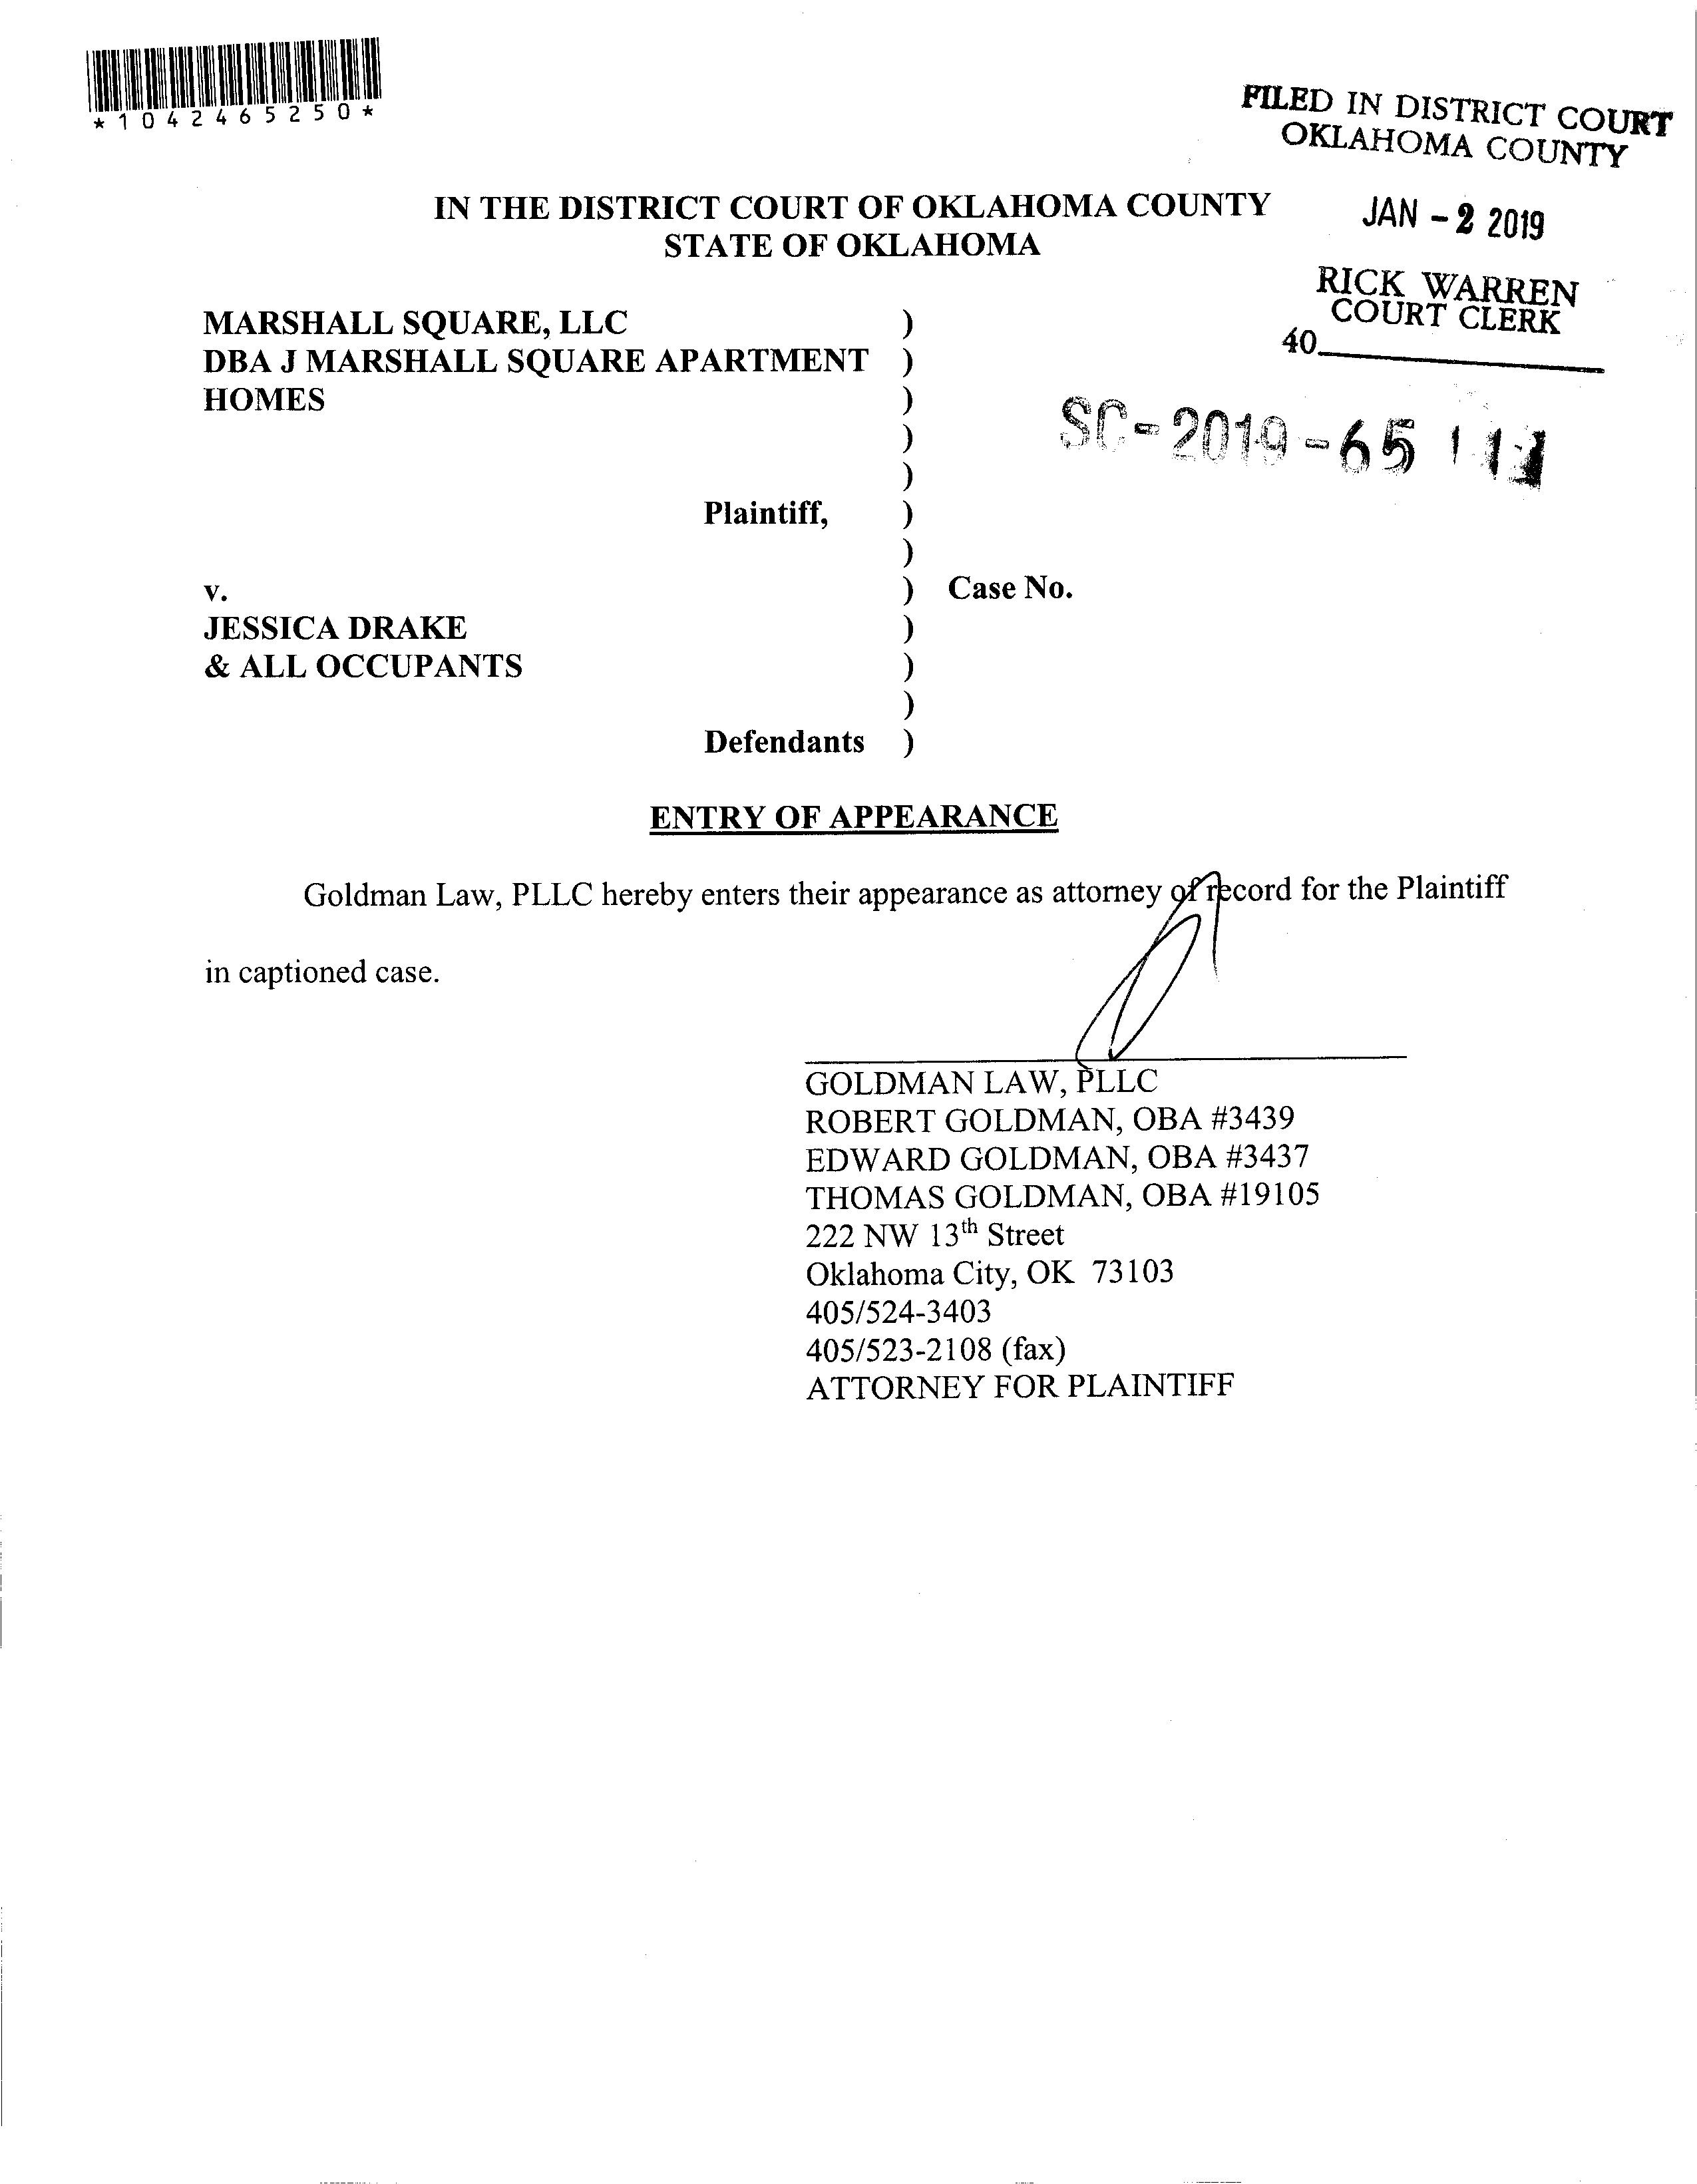 *1042465250*
FILED IN DISTRICT COURT
OKLAHOMA COUNTY
JAN - 2 2019
RICK WARREN
COURT CLERK
40
IN THE DISTRICT COURT OF OKLAHOMA COUNTY
STATE OF OKLAHOMA
MARSHALL SQUARE, LLC )
DBA J MARSHALL SQUARE APARTMENT )
HOMES )
)
SC-2019-65
)
Plaintiff, )
)
v. ) Case No.
JESSICA DRAKE )
& ALL OCCUPANTS )
)
Defendants )
ENTRY OF APPEARANCE
Goldman Law, PLLC hereby enters their appearance as attorney of record for the Plaintiff
in captioned case.
GOLDMAN LAW, PLLC
ROBERT GOLDMAN, OBA #3439
EDWARD GOLDMAN, OBA #3437
THOMAS GOLDMAN, OBA #19105
222 NW 13th Street
Oklahoma City, OK 73103
405/524-3403
405/523-2108 (fax)
ATTORNEY FOR PLAINTIFF